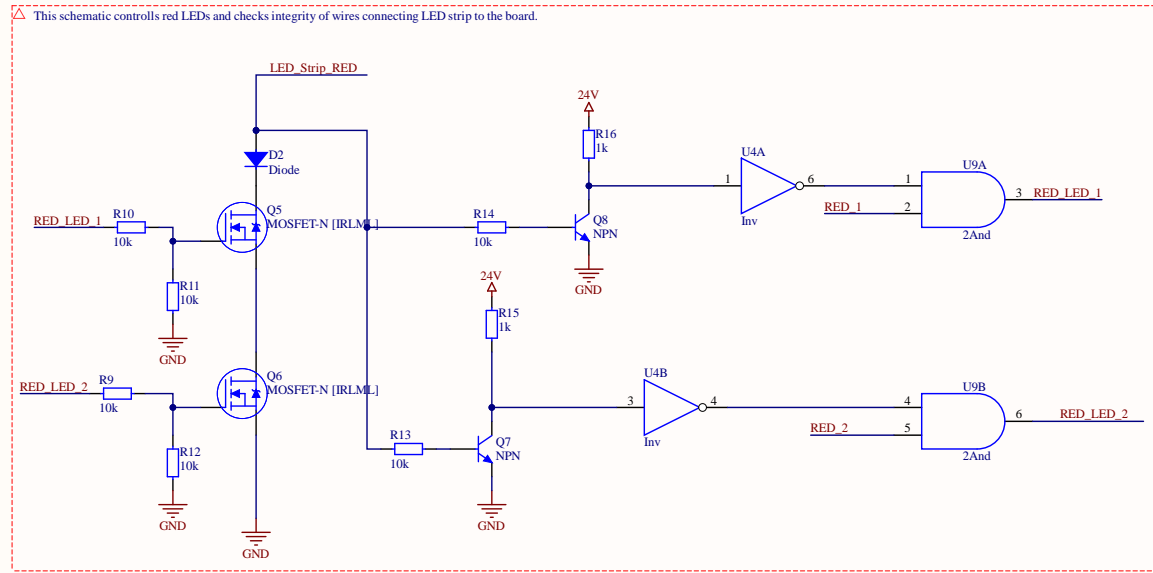 This schematic controlls red LEDs and checks integrity of wires connecting LED strip to the board.
LED_Strip_RED
24V
R16
1k
D2
Diode
U4A
1
6
Inv
U9A
1
2
3
RED_LED_1
RED_1
2And
RED_LED_1
R10
10k
Q5
MOSFET-N [IRLML]
R14
10k
Q8
NPN
GND
R11
10k
GND
24V
R15
1k
RED_LED_2
R9
10k
Q6
MOSFET-N [IRLML]
U4B
3
4
Inv
U9B
4
5
6
RED_LED_2
RED_2
2And
R13
10k
Q7
NPN
GND
R12
10k
GND
GND